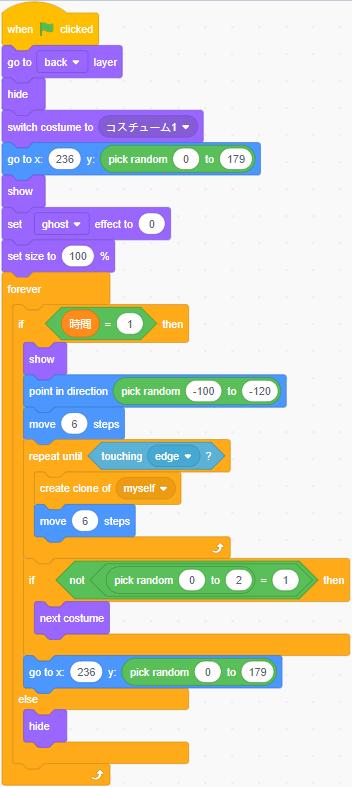 when clicked
go to back layer
hide
switch costume to コスチューム1
go to x: 236 y: pick random 0 to 179
show
set ghost effect to 0
set size to 100 %
forever
if 時間 = 1 then
show
point in direction pick random -100 to -120
move 6 steps
repeat until touching edge ?
create clone of myself
move 6 steps
if not pick random 0 to 2 = 1 then
next costume
go to x: 236 y: pick random 0 to 179
else
hide